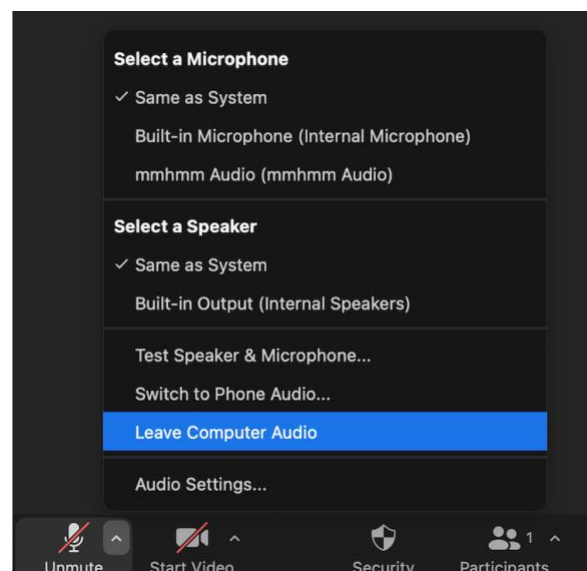 Select a Microphone
✓ Same as System
Built-in Microphone (Internal Microphone)
mmhmm Audio (mmhmm Audio)
Select a Speaker
✓ Same as System
Built-in Output (Internal Speakers)
Test Speaker & Microphone...
Switch to Phone Audio...
Leave Computer Audio
Audio Settings...
1
Unmute Start Video Security Participants